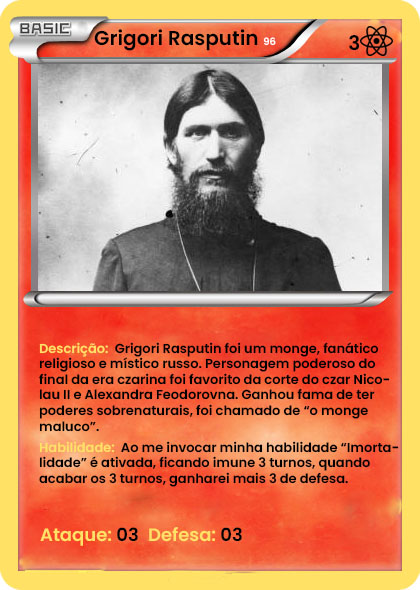 BASIC
Grigori Rasputin 96
3
Descrição: Grigori Rasputin foi um monge, fanático
religioso e místico russo. Personagem poderoso do
final da era czarina foi favorito da corte do czar Nico-
lau II e Alexandra Feodorovna. Ganhou fama de ter
poderes sobrenaturais, foi chamado de “o monge
maluco”.
Habilidade: Ao me invocar minha habilidade “Imorta-
lidade” é ativada, ficando imune 3 turnos, quando
acabar os 3 turnos, ganharei mais 3 de defesa.
Ataque: 03 Defesa: 03